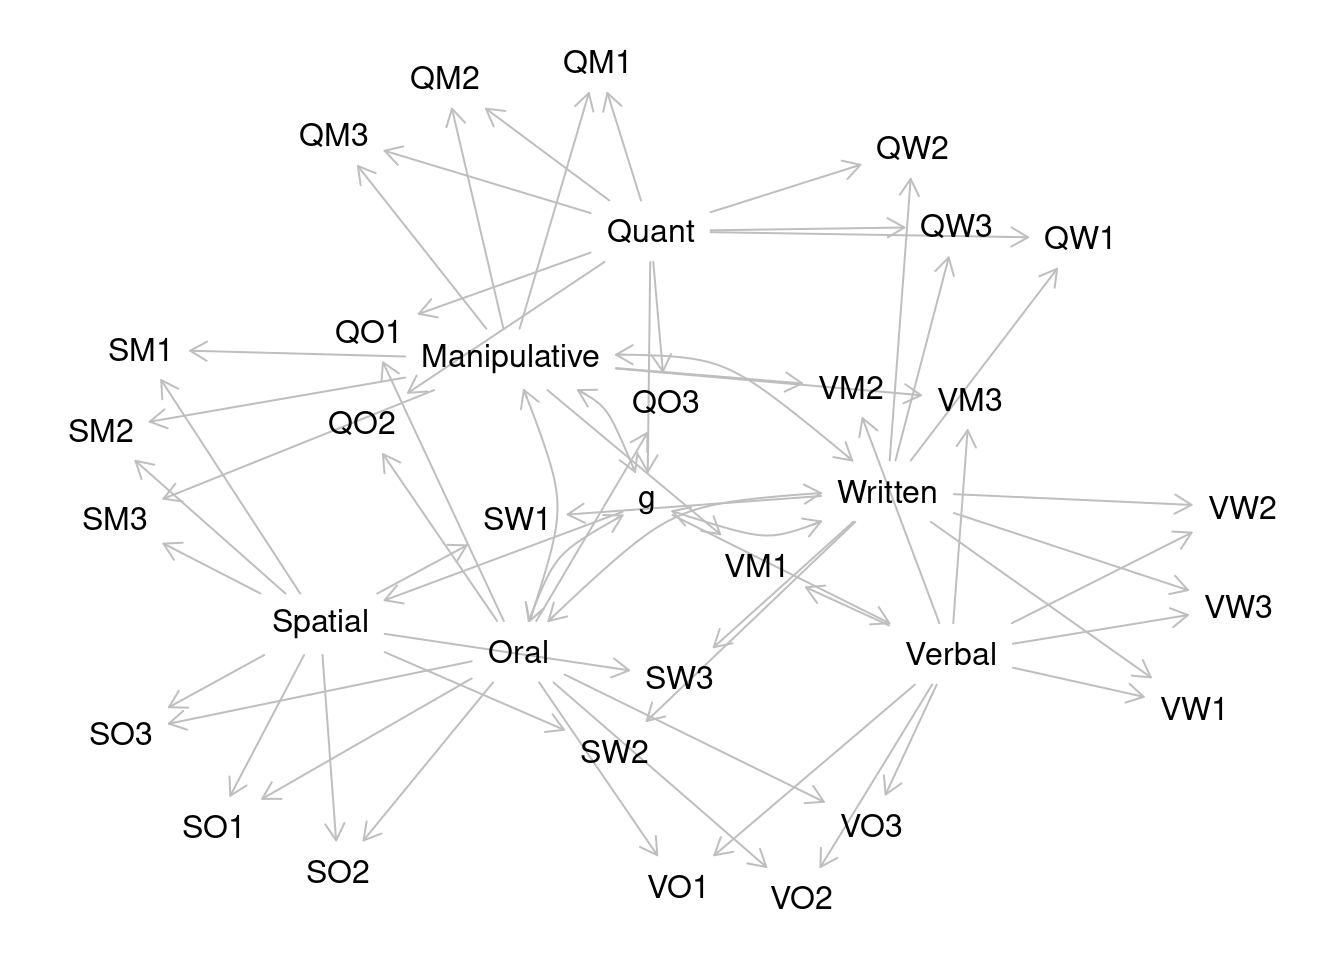 QM1
QM2
QM3
QW2
QW3
Quant
QW1
QO1
SM1
Manipulative
VM2
VM3
QO3
QO2
SM2
Written
g
VW2
SW1
SM3
VM1
VW3
Spatial
Oral
Verbal
SW3
VW1
SO3
SW2
VO3
SO1
SO2
VO1
VO2